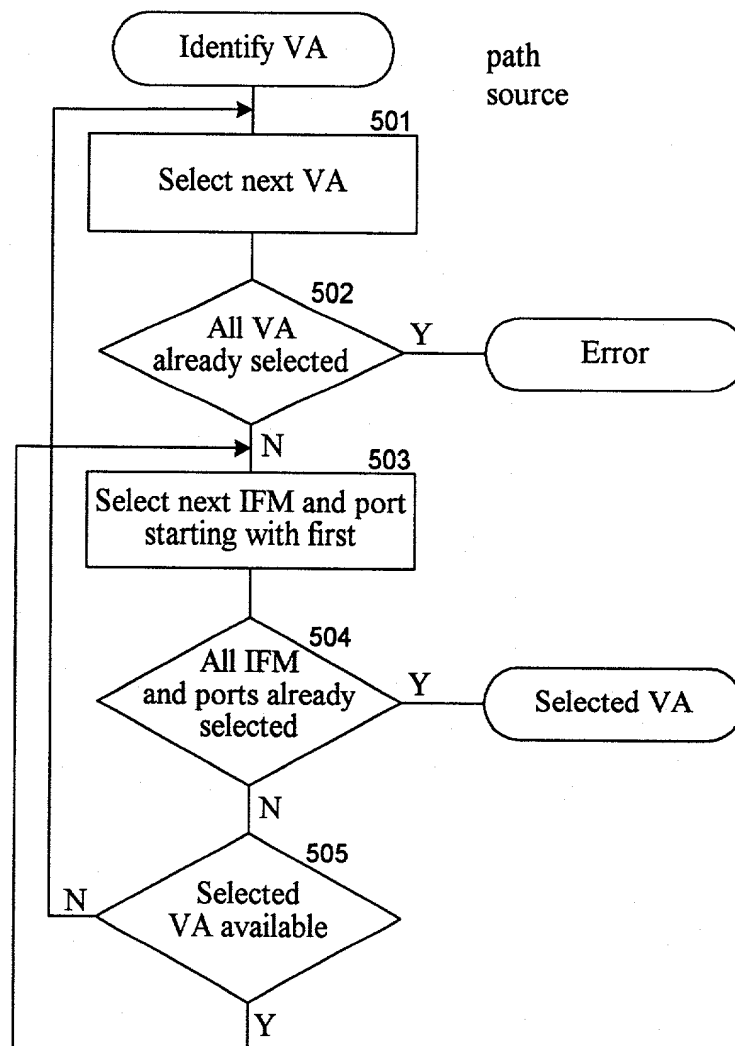 Identify VA
path
source
501
Select next VA
502
All VA
already selected
Y
Error
N
503
Select next IFM and port
starting with first
504
All IFM
and ports already
selected
Y
Selected VA
N
505
Selected
VA available
N
Y